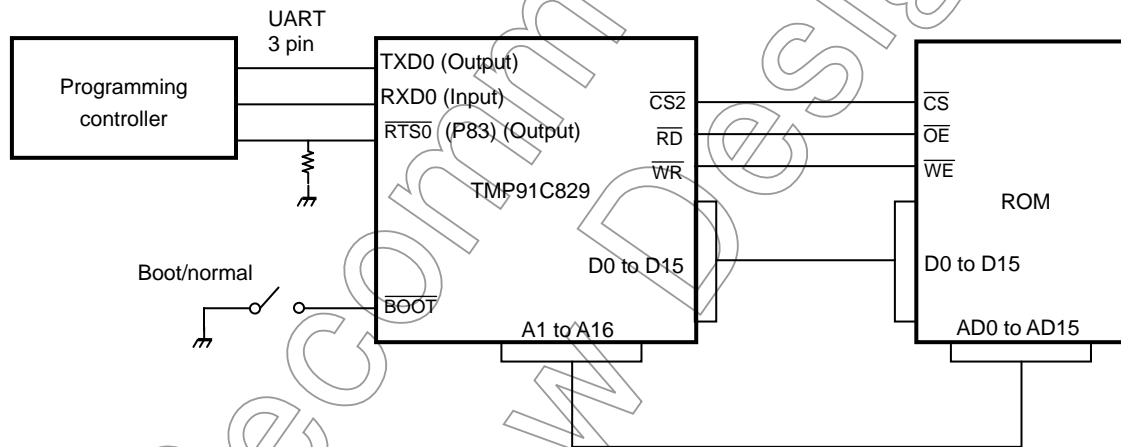 UART
3 pin
Programming
controller
TXD0 (Output)
RXD0 (Input)
RTS0 (P83) (Output)
TMP91C829
CS2
RD
WR
D0 to D15
BOOT
A1 to A16
Boot/normal
CS
OE
WE
ROM
D0 to D15
AD0 to AD15